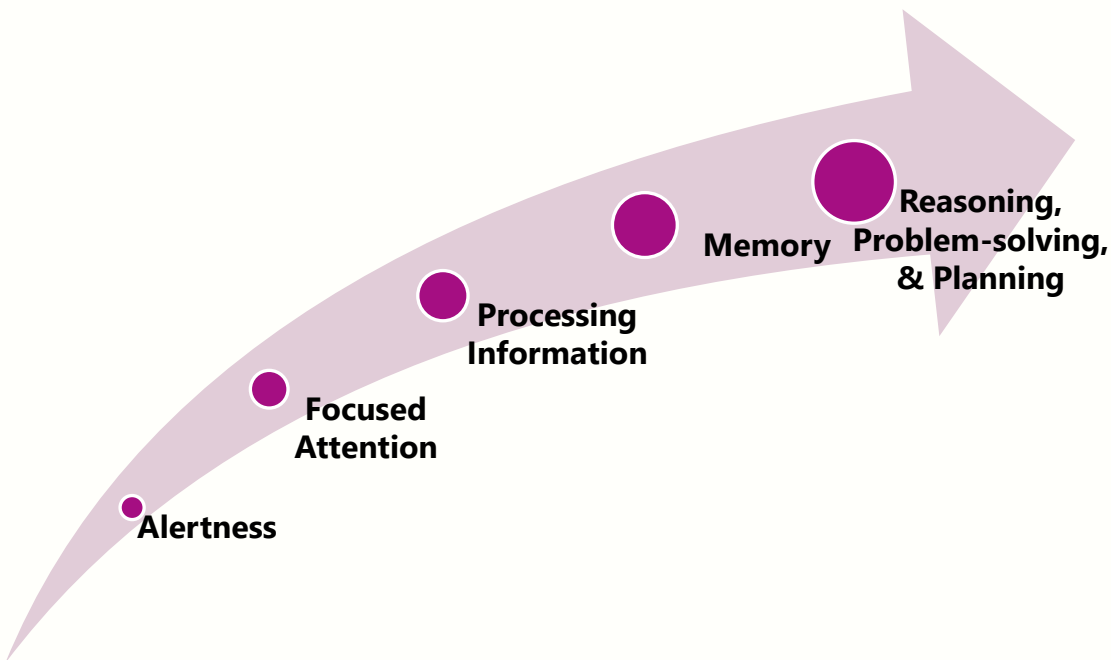 Alertness
Focused
Attention
Processing
Information
Memory
Reasoning,
Problem-solving,
& Planning